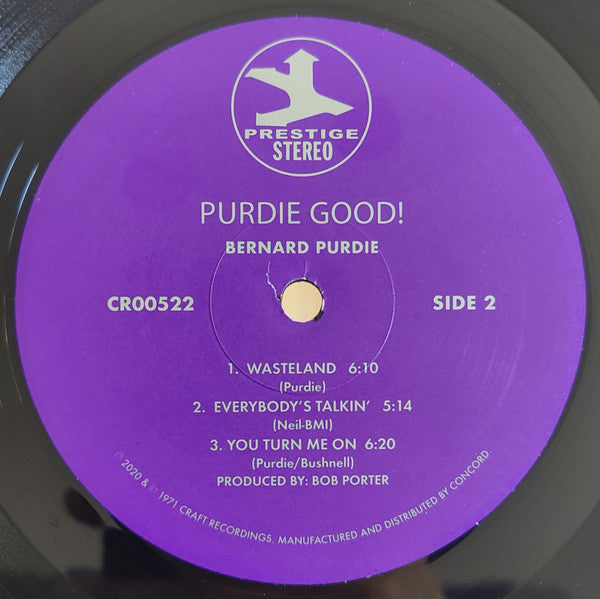 PRESTIGE
STEREO
PURDIE GOOD!
BERNARD PURDIE
CR00522
SIDE 2
1. WASTELAND 6:10
(Purdie)
2. EVERYBODY'S TALKIN' 5:14
(Neil-BMI)
3. YOU TURN ME ON 6:20
(Purdie/Bushnell)
PRODUCED BY: BOB PORTER
© 2020 & ℗ 1971 CRAFT RECORDINGS. MANUFACTURED AND DISTRIBUTED BY CONCORD.